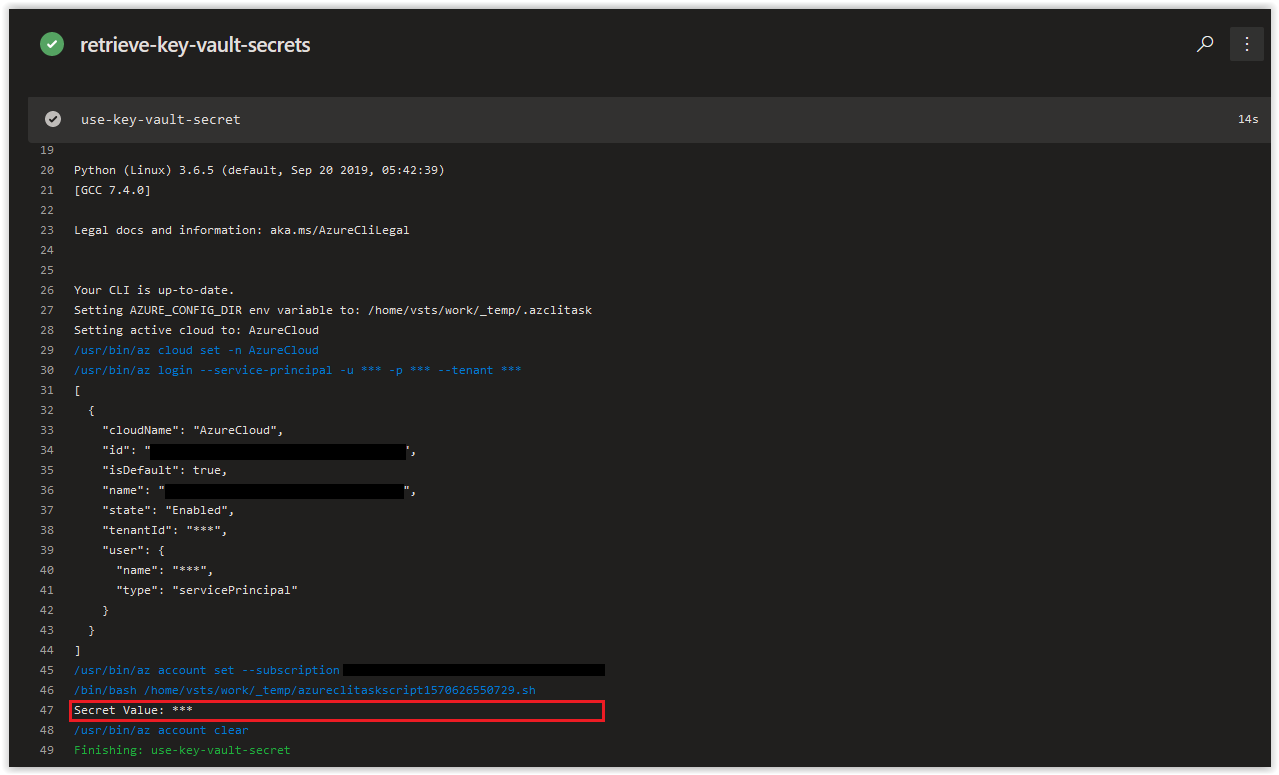 retrieve-key-vault-secrets
use-key-vault-secret 14s
19
20 Python (Linux) 3.6.5 (default, Sep 20 2019, 05:42:39)
21 [GCC 7.4.0]
22
23 Legal docs and information: aka.ms/AzureCliLegal
24
25
26 Your CLI is up-to-date.
27 Setting AZURE_CONFIG_DIR env variable to: /home/vsts/work/_temp/.azclitask
28 Setting active cloud to: AzureCloud
29 /usr/bin/az cloud set -n AzureCloud
30 /usr/bin/az login --service-principal -u *** -p *** --tenant ***
31 [
32 {
33 "cloudName": "AzureCloud",
34 "id": "",
35 "isDefault": true,
36 "name": "",
37 "state": "Enabled",
38 "tenantId": "***",
39 "user": {
40 "name": "***",
41 "type": "servicePrincipal"
42 }
43 }
44 ]
45 /usr/bin/az account set --subscription
46 /bin/bash /home/vsts/work/_temp/azureclitaskscript1570626550729.sh
47 Secret Value: ***
48 /usr/bin/az account clear
49 Finishing: use-key-vault-secret